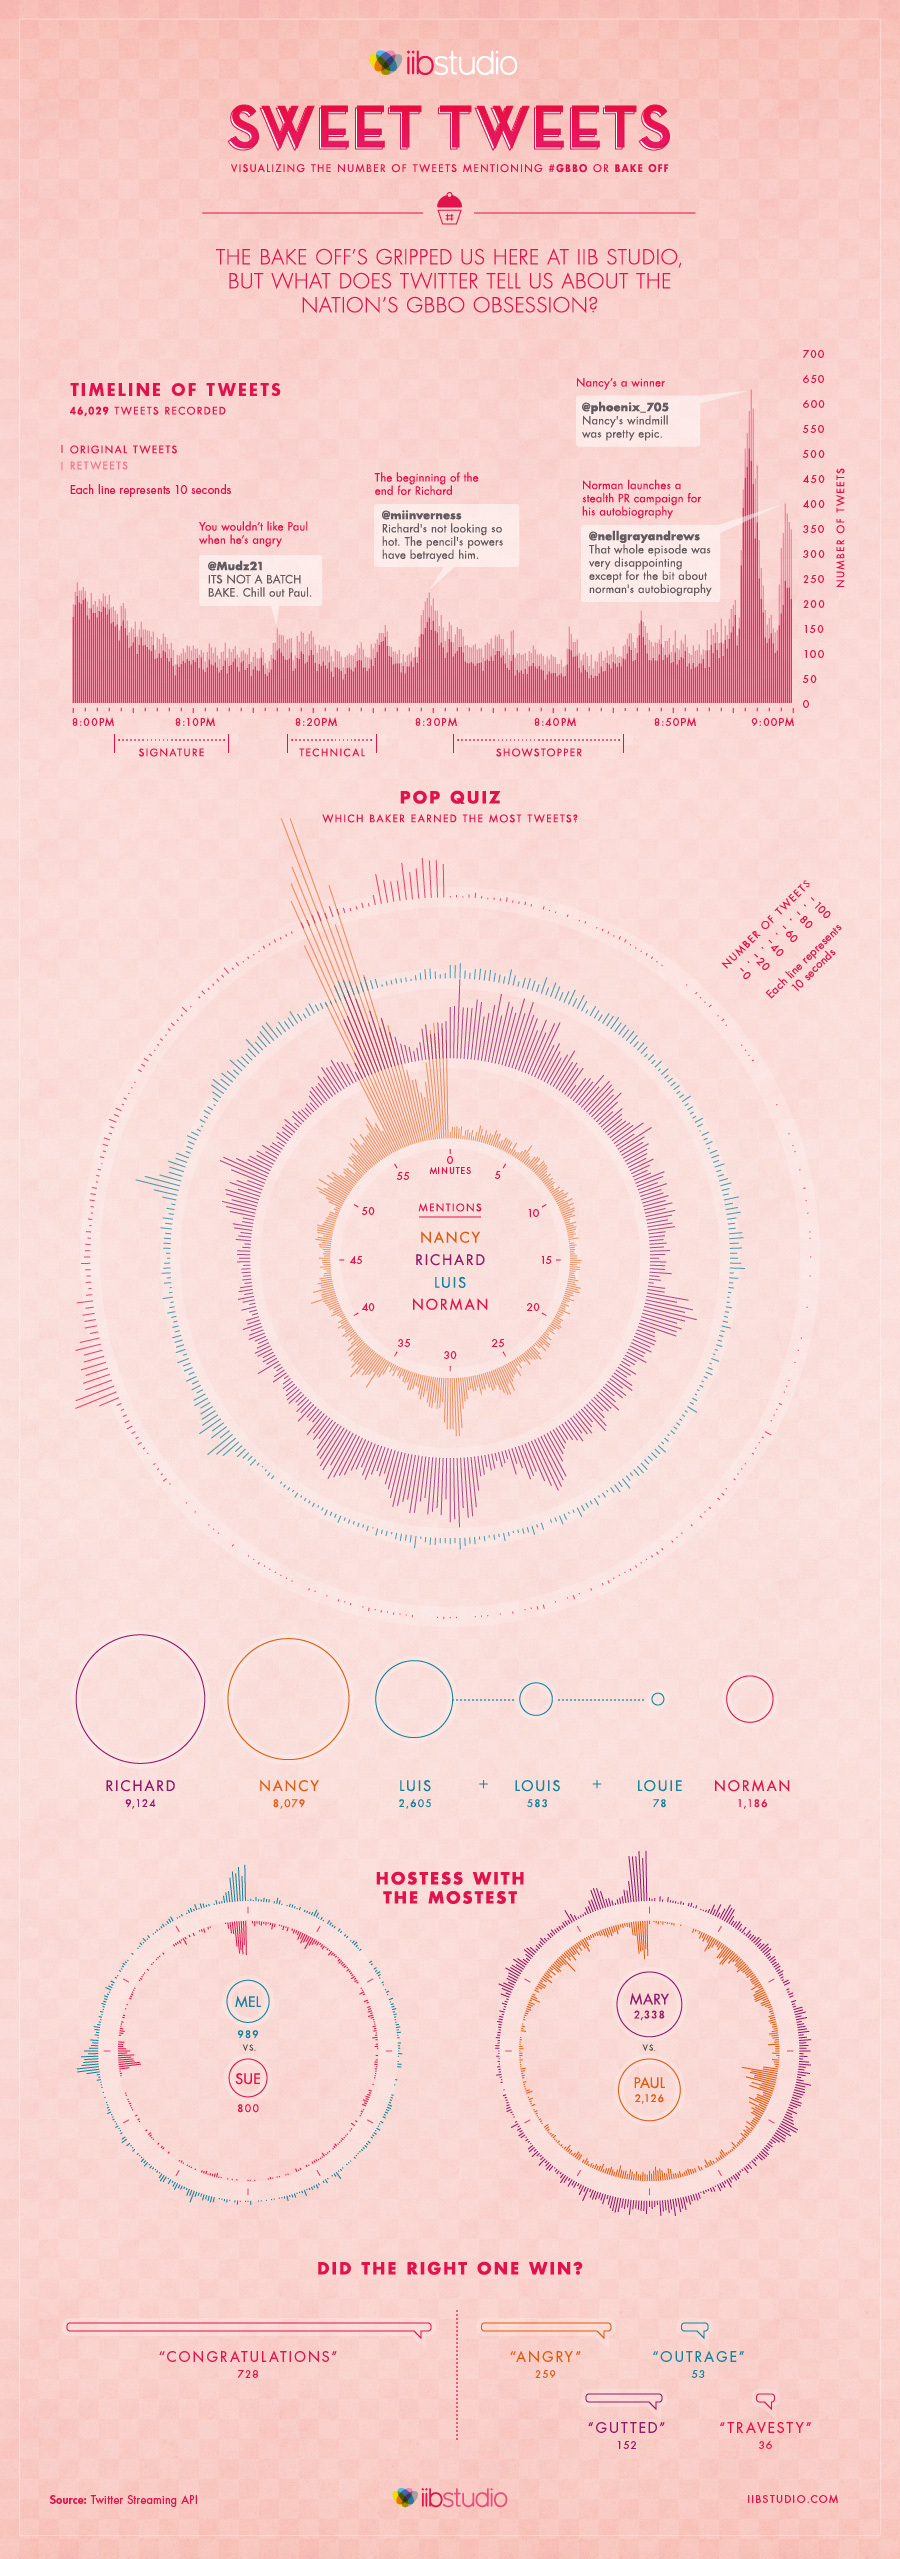 iibstudio
SWEET TWEETS
VISUALIZING THE NUMBER OF TWEETS MENTIONING #GBBO OR BAKE OFF
#
THE BAKE OFF'S GRIPPED US HERE AT IIB STUDIO,
BUT WHAT DOES TWITTER TELL US ABOUT THE
NATION'S GBBO OBSESSION?
TIMELINE OF TWEETS
46,029 TWEETS RECORDED
ORIGINAL TWEETS
RETWEETS
Each line represents 10 seconds
You wouldn't like Paul
when he's angry
@Mudz21
ITS NOT A BATCH
BAKE. Chill out Paul.
The beginning of the
end for Richard
@miinverness
Richard's not looking so
hot. The pencil's powers
have betrayed him.
Nancy's a winner
@phoenix_705
Nancy's windmill
was pretty epic.
Norman launches a
stealth PR campaign for
his autobiography
@nellgrayandrews
That whole episode was
very disappointing
except for the bit about
norman's autobiography
700
650
600
550
500
450
400
350
300
250
200
150
100
50
0
NUMBER OF TWEETS
8:00PM
8:10PM
8:20PM
8:30PM
8:40PM
8:50PM
9:00PM
SIGNATURE
TECHNICAL
SHOWSTOPPER
POP QUIZ
WHICH BAKER EARNED THE MOST TWEETS?
NUMBER OF TWEETS
0
20
40
60
80
100
Each line represents
10 seconds
0
MINUTES
5
10
15
20
25
30
35
40
45
50
55
MENTIONS
NANCY
RICHARD
LUIS
NORMAN
RICHARD
9,124
NANCY
8,079
LUIS
2,605
+
LOUIS
583
+
LOUIE
78
NORMAN
1,186
HOSTESS WITH
THE MOSTEST
MEL
989
VS.
SUE
800
MARY
2,338
VS.
PAUL
2,126
DID THE RIGHT ONE WIN?
"CONGRATULATIONS"
728
"ANGRY"
259
"OUTRAGE"
53
"GUTTED"
152
"TRAVESTY"
36
Source: Twitter Streaming API
iibstudio
IIBSTUDIO.COM